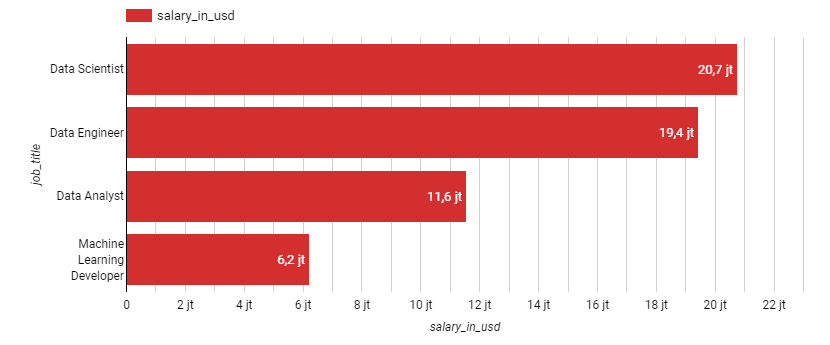 salary_in_usd
Data Scientist
20,7 jt
Data Engineer
19,4 jt
Data Analyst
11,6 jt
Machine
Learning
Developer
6,2 jt
job_title
0 2 jt 4 jt 6 jt 8 jt 10 jt 12 jt 14 jt 16 jt 18 jt 20 jt 22 jt
salary_in_usd